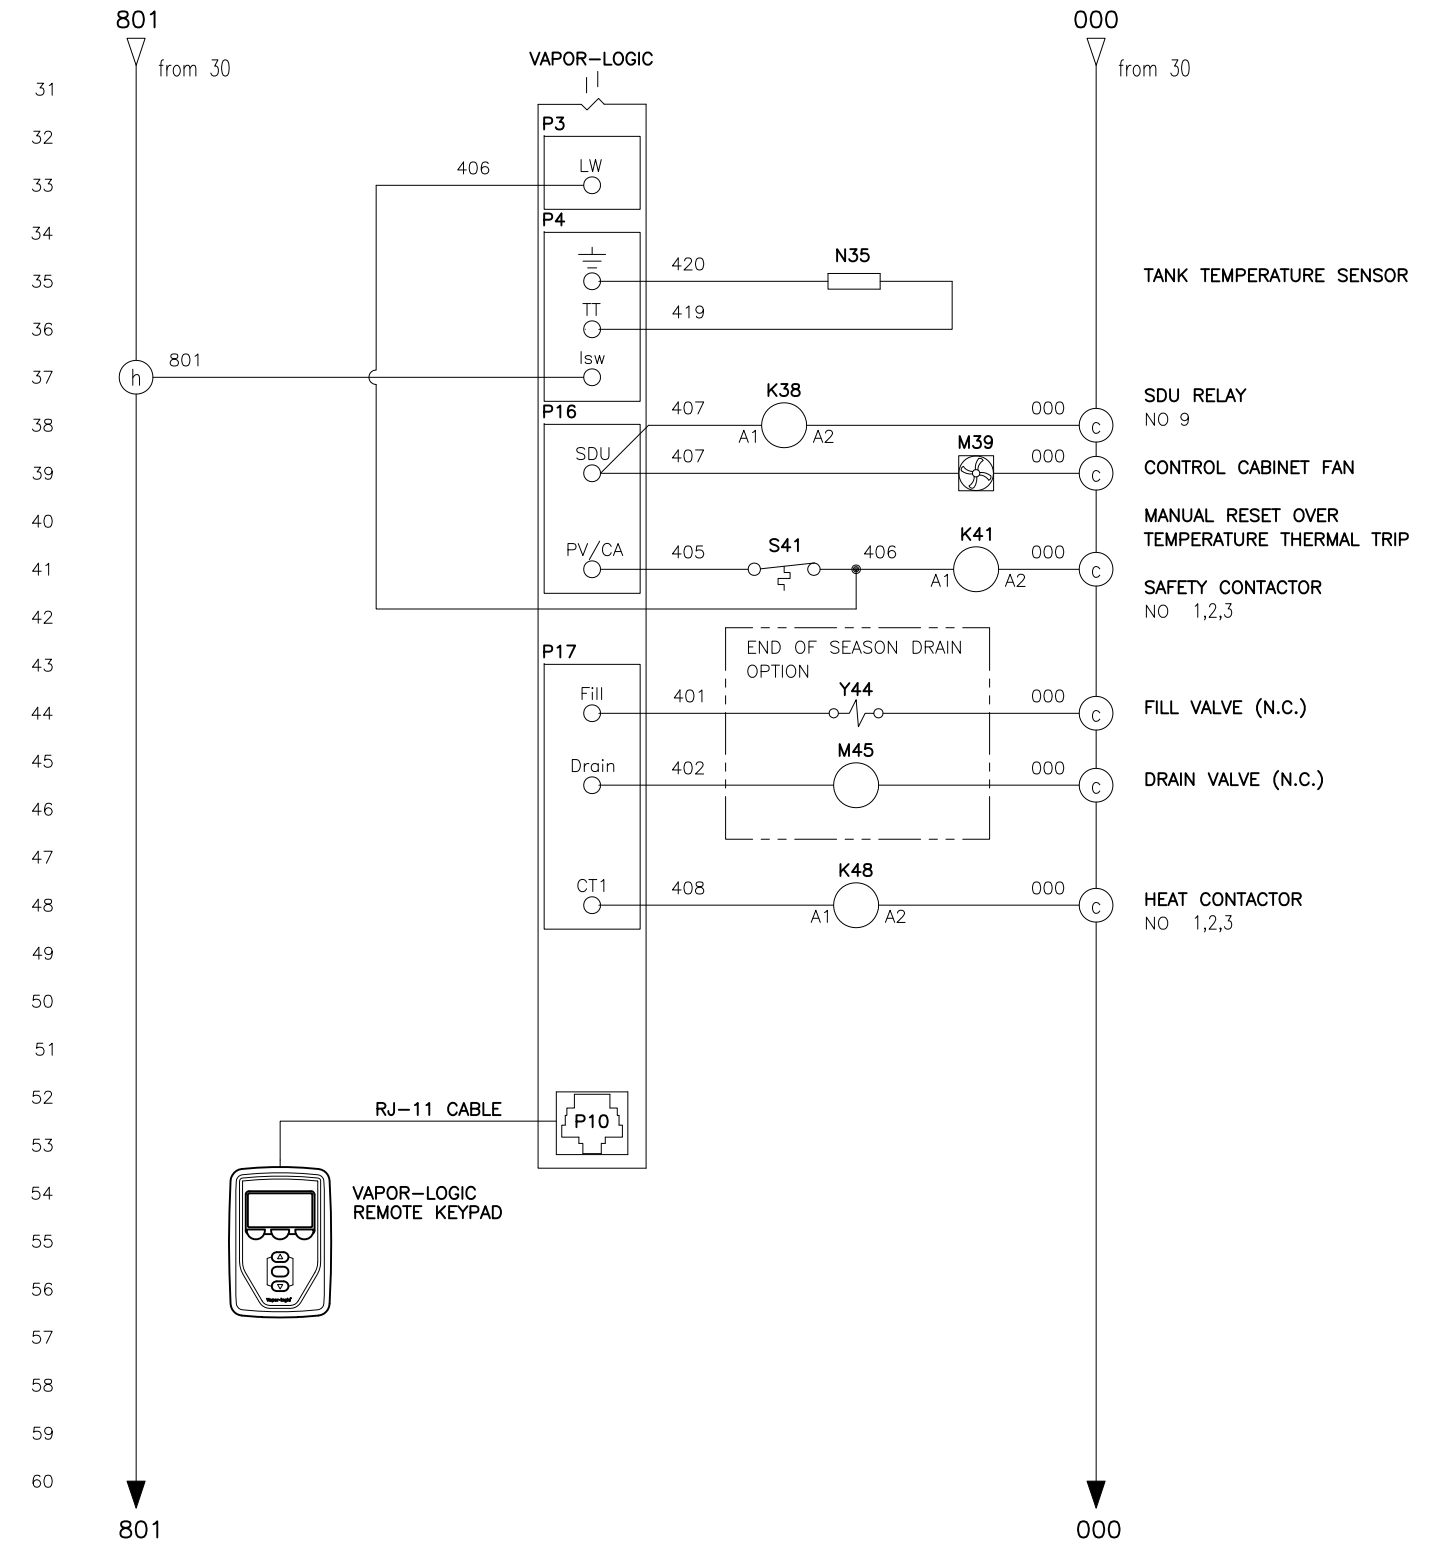 801
000
from 30
from 30
VAPOR-LOGIC
31
32
P3
LW
406
33
34
P4
35
420
N35
TANK TEMPERATURE SENSOR
TT
36
419
Isw
37
h
801
P16
K38
SDU RELAY
38
407
A1
A2
000
c
NO 9
SDU
M39
39
407
000
c
CONTROL CABINET FAN
40
MANUAL RESET OVER
TEMPERATURE THERMAL TRIP
PV/CA
41
405
S41
406
K41
A1
A2
000
c
SAFETY CONTACTOR
NO 1,2,3
42
43
P17
END OF SEASON DRAIN
OPTION
Fill
44
401
Y44
000
c
FILL VALVE (N.C.)
45
Drain
402
M45
000
c
DRAIN VALVE (N.C.)
46
47
CT1
48
408
K48
A1
A2
000
c
HEAT CONTACTOR
NO 1,2,3
49
50
51
52
RJ-11 CABLE
P10
53
54
VAPOR-LOGIC
REMOTE KEYPAD
55
56
Vapor-logic
57
58
59
60
801
000